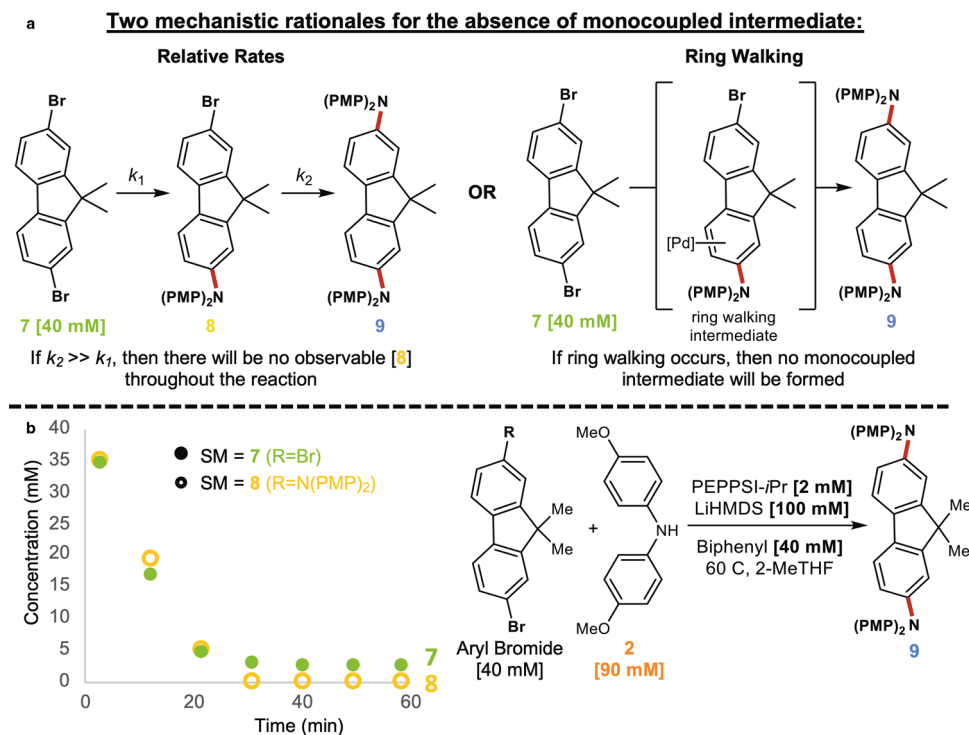 Two mechanistic rationales for the absence of monocoupled intermediate:
a
Relative Rates
Ring Walking
Br
Br
7 [40 mM]
k1
Br
(PMP)2N
8
k2
(PMP)2N
(PMP)2N
9
If k2 >> k1, then there will be no observable [8]
throughout the reaction
OR
Br
Br
7 [40 mM]
Br
[Pd]
(PMP)2N
ring walking
intermediate
(PMP)2N
(PMP)2N
9
If ring walking occurs, then no monocoupled
intermediate will be formed
b
Concentration (mM)
40
35
30
25
20
15
10
5
0
0
20
40
60
Time (min)
SM = 7 (R=Br)
SM = 8 (R=N(PMP)2)
7
8
R
Me
Me
Br
Aryl Bromide
[40 mM]
+
MeO
NH
MeO
2
[90 mM]
PEPPSI-iPr [2 mM]
LiHMDS [100 mM]
Biphenyl [40 mM]
60 C, 2-MeTHF
(PMP)2N
Me
Me
(PMP)2N
9